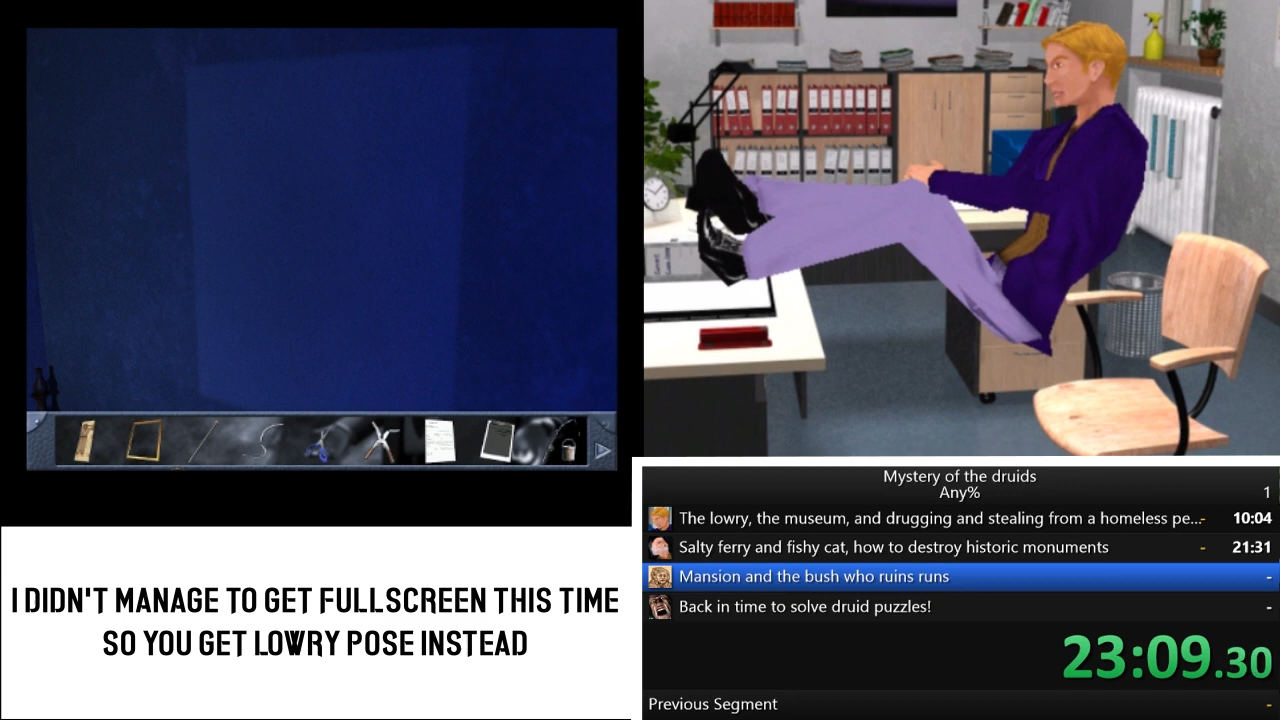 I DIDN'T MANAGE TO GET FULLSCREEN THIS TIME
SO YOU GET LOWRY POSE INSTEAD
Mystery of the druids
Any%
1
The lowry, the museum, and drugging and stealing from a homeless pe... - 10:04
Salty ferry and fishy cat, how to destroy historic monuments - 21:31
Mansion and the bush who ruins runs -
Back in time to solve druid puzzles! -
23:09.30
Previous Segment -